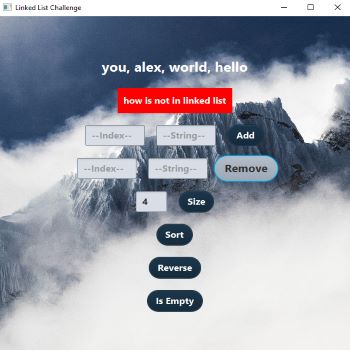 Linked List Challenge
you, alex, world, hello
how is not in linked list
--Index-- --String-- Add
--Index-- --String-- Remove
4 Size
Sort
Reverse
Is Empty